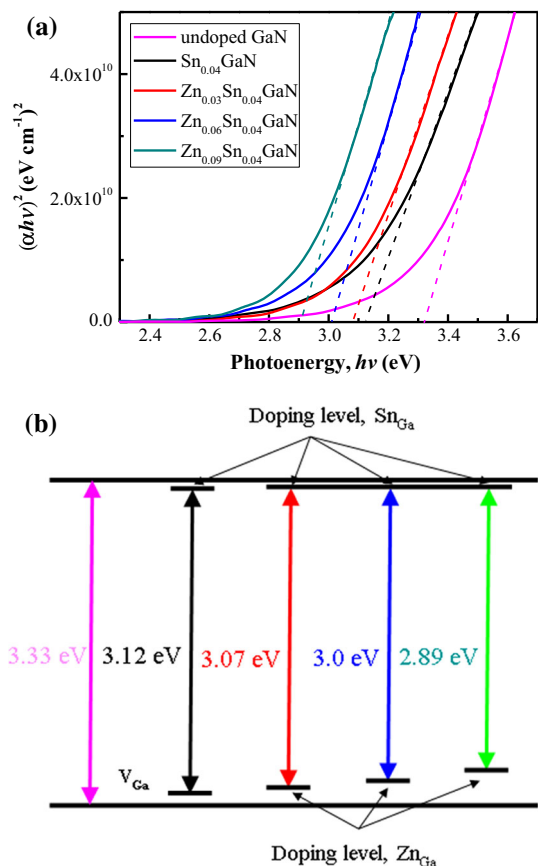 (a)
undoped GaN
Sn0.04GaN
Zn0.03Sn0.04GaN
Zn0.06Sn0.04GaN
Zn0.09Sn0.04GaN
4.0x10^10
2.0x10^10
0.0
(αhν)^2 (eV cm^-1)^2
2.4 2.6 2.8 3.0 3.2 3.4 3.6
Photoenergy, hν (eV)
(b)
Doping level, SnGa
3.33 eV 3.12 eV 3.07 eV 3.0 eV 2.89 eV
VGa
Doping level, ZnGa